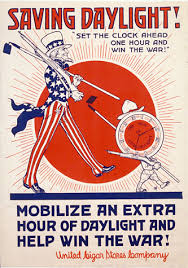 SAVING DAYLIGHT!
"SET THE CLOCK AHEAD
ONE HOUR AND
WIN THE WAR!"
MOBILIZE AN EXTRA
HOUR OF DAYLIGHT AND
HELP WIN THE WAR!
United Cigar Stores Company